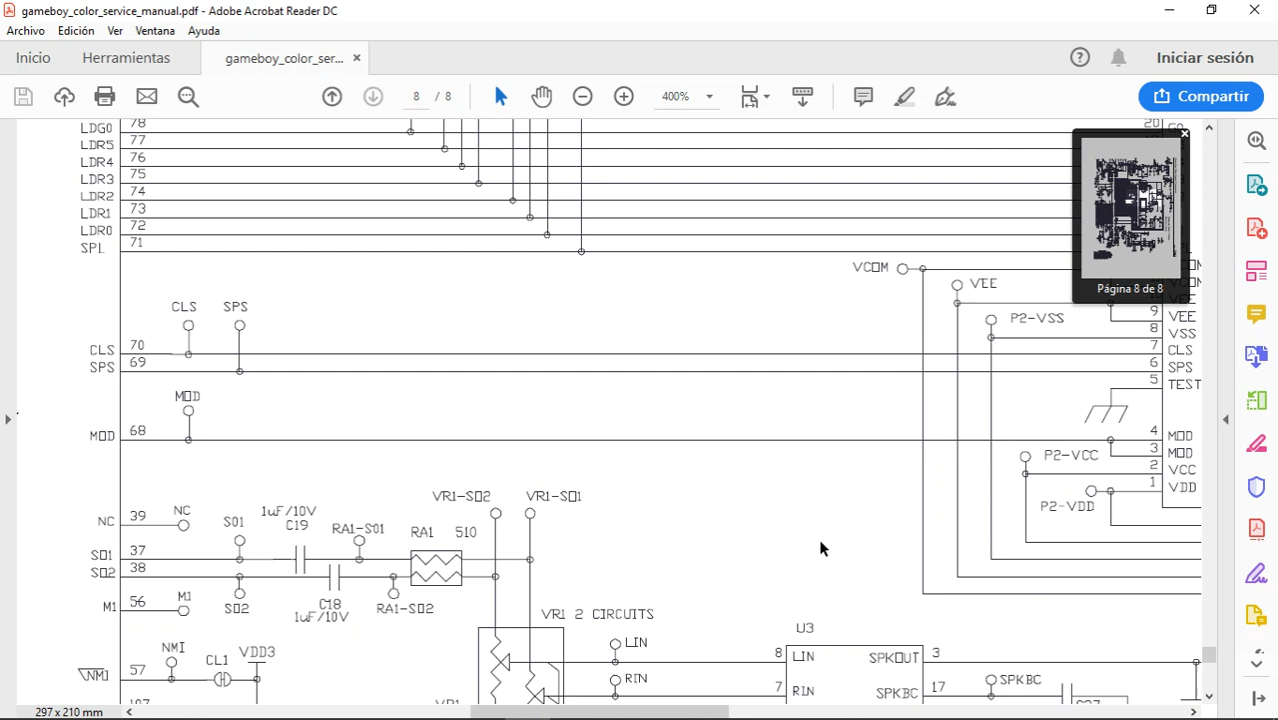 gameboy_color_service_manual.pdf - Adobe Acrobat Reader DC
Archivo Edición Ver Ventana Ayuda
Inicio Herramientas gameboy_color_ser... × Iniciar sesión
8 / 8 400% Compartir
LDG0 78
LDR5 77
LDR4 76
LDR3 75
LDR2 74
LDR1 73
LDR0 72
SPL 71
20
Página 8 de 8
VCOM
VEE
VEE
P2-VSS 9 VEE
8 VSS
CLS SPS
CLS 70 7 CLS
SPS 69 6 SPS
5 TEST
MOD
MOD 68 4 MOD
P2-VCC 3 MOD
2 VCC
P2-VDD 1 VDD
VR1-SO2 VR1-SO1
NC 39 NC
1uF/10V
C19
SO1 RA1-SO1 RA1 510
SO1 37
SO2 38
SO2 C18 RA1-SO2
1uF/10V
M1 56 M1
VR1 2 CIRCUITS
NMI CL1 VDD3
NMI 57
VR1
LIN
RIN
U3
8 LIN SPKOUT 3
7 RIN SPKBC 17 SPKBC
C27
297 x 210 mm